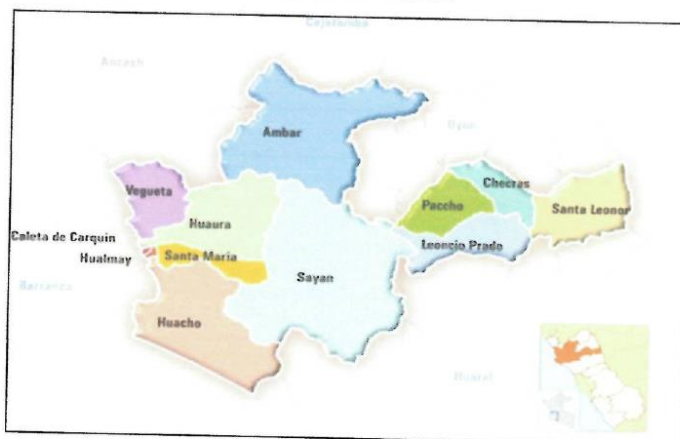 Cajatambo
Ancash
Oyon
Ambar
Checras
Vegueta
Paccho
Santa Leonor
Huaura
Caleta de Carquin
Leoncio Prado
Hualmay
Santa Maria
Sayan
Barranca
Huacho
Huaral